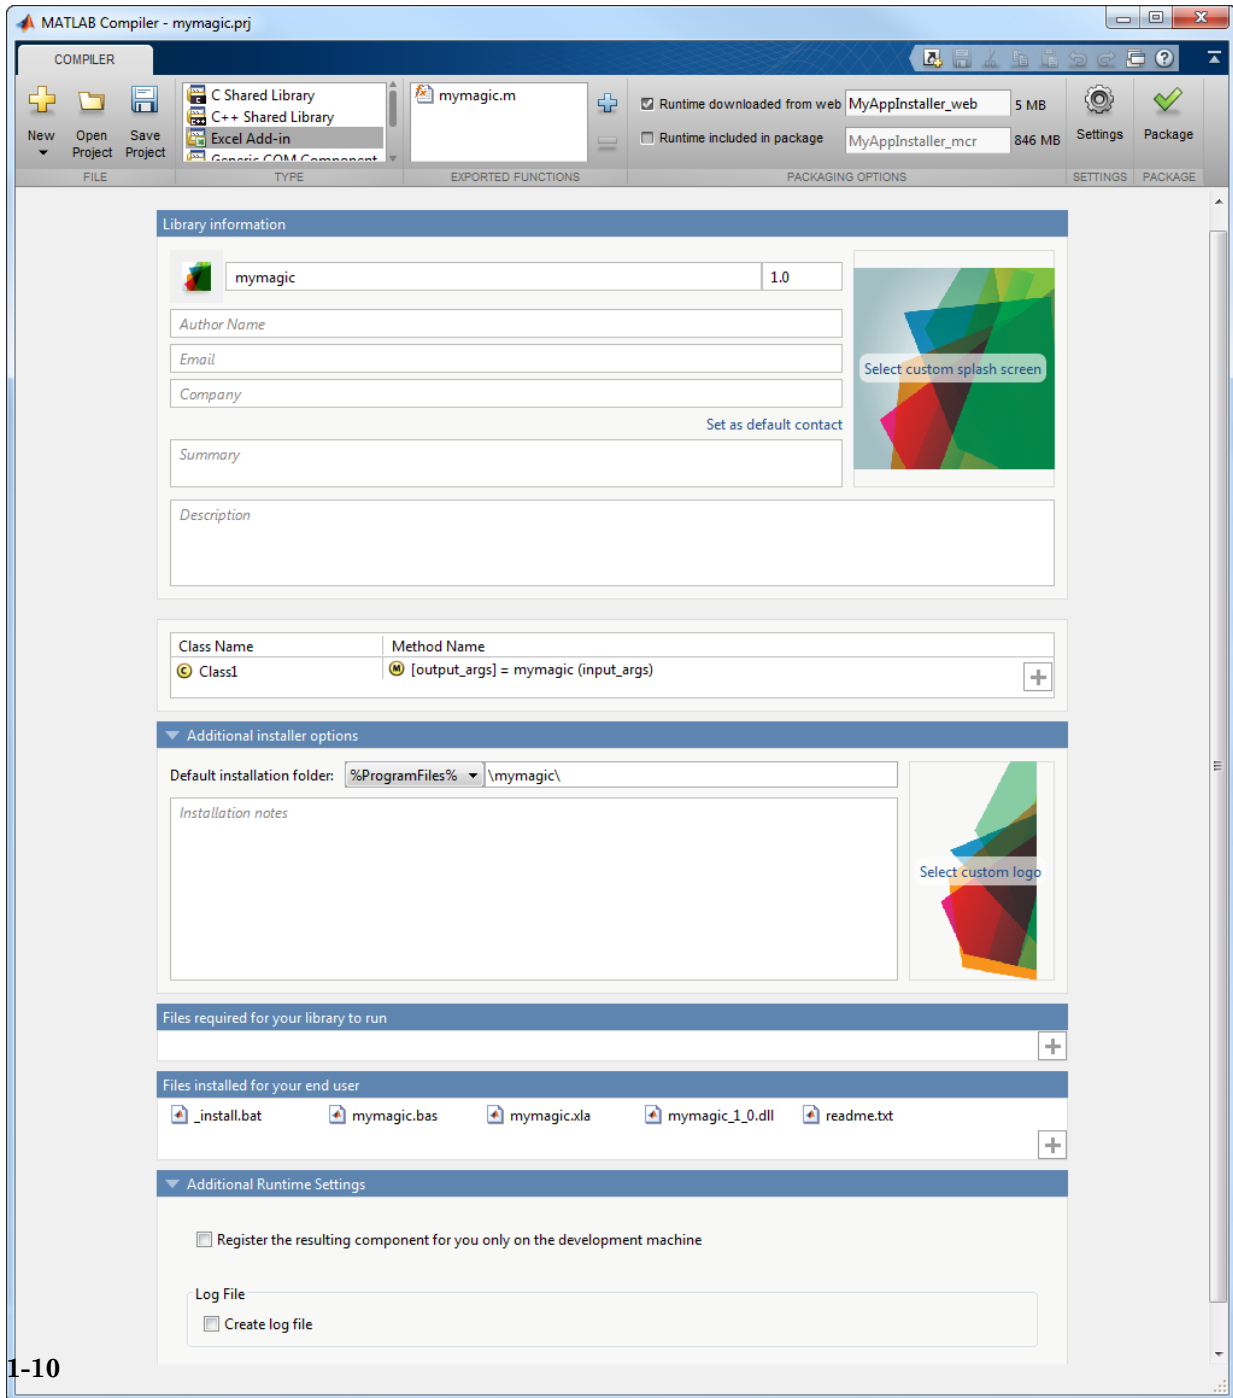 MATLAB Compiler - mymagic.prj
COMPILER
New
Open Project
Save Project
FILE
C Shared Library
C++ Shared Library
Excel Add-in
Generic COM Component
TYPE
mymagic.m
EXPORTED FUNCTIONS
Runtime downloaded from web MyAppInstaller_web 5 MB
Runtime included in package MyAppInstaller_mcr 846 MB
PACKAGING OPTIONS
Settings
SETTINGS
Package
PACKAGE
Library information
mymagic 1.0
Author Name
Email
Company
Set as default contact
Summary
Select custom splash screen
Description
Class Name Method Name
Class1 [output_args] = mymagic (input_args)
Additional installer options
Default installation folder: %ProgramFiles% \mymagic\
Installation notes
Select custom logo
Files required for your library to run
Files installed for your end user
_install.bat mymagic.bas mymagic.xla mymagic_1_0.dll readme.txt
Additional Runtime Settings
Register the resulting component for you only on the development machine
Log File
Create log file
1-10